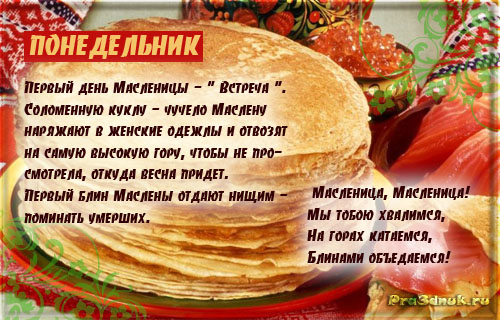 ПОНЕДЕЛЬНИК
Первый день Масленицы - " Встреча ".
Соломенную куклу - чучело Маслену
наряжают в женские одежлы и отвозят
на самую высокую гору, чтобы не про-
смотрела, откуда весна придет.
Первый блин Маслены отдают нищим -
поминать умерших.
Масленица, Масленица!
Мы тобою хвалимся,
На горах катаемся,
Блинами объедаемся!
Pra3dnuk.ru